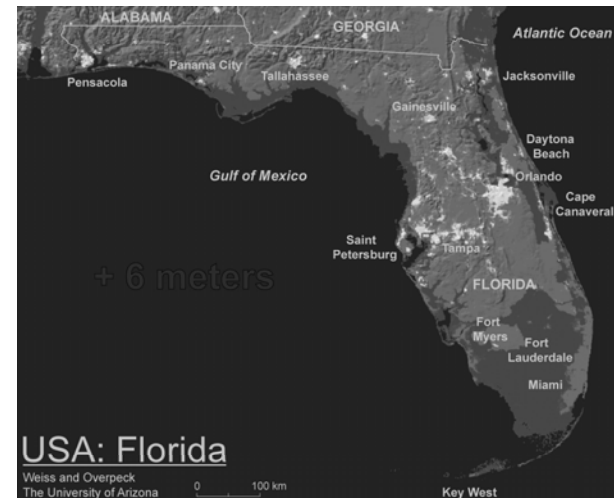 ALABAMA
GEORGIA
Atlantic Ocean
Pensacola
Panama City
Tallahassee
Jacksonville
Gainesville
Daytona
Beach
Gulf of Mexico
Orlando
Cape
Canaveral
Saint
Petersburg
Tampa
+ 6 meters
FLORIDA
Fort
Myers
Fort
Lauderdale
Miami
USA: Florida
Weiss and Overpeck
The University of Arizona
0 100 km
Key West